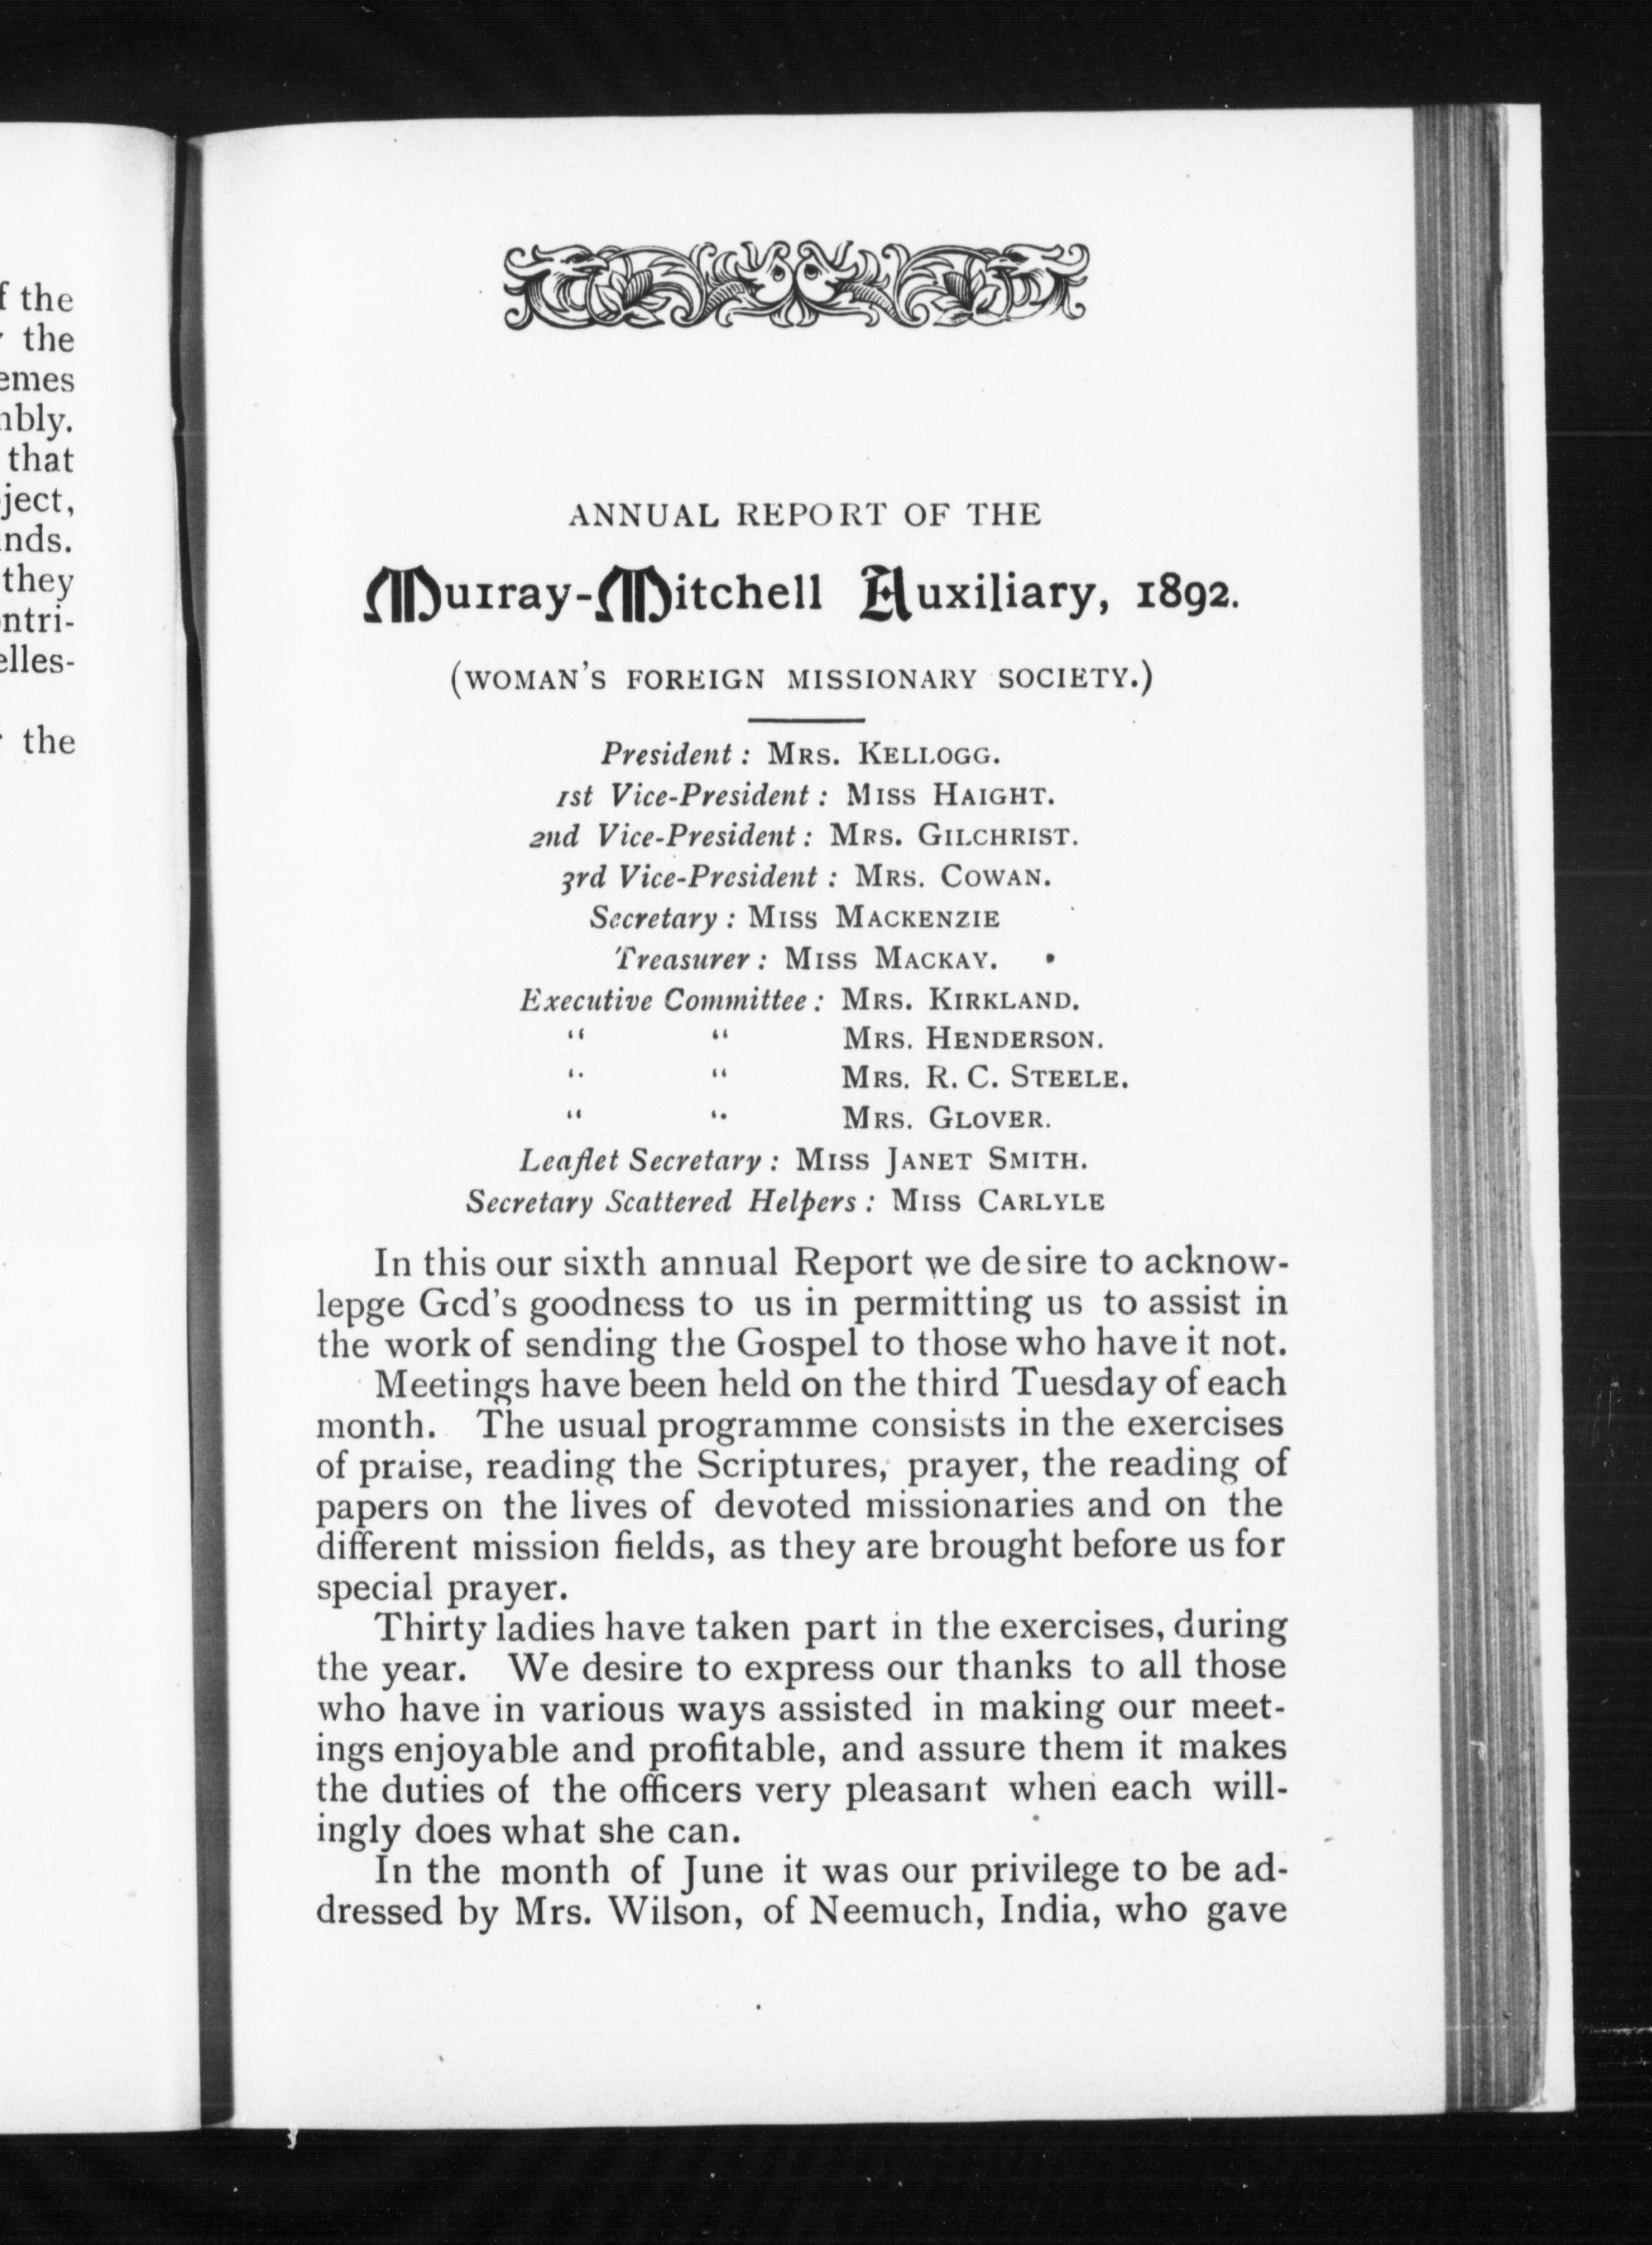 f the
the
emes
mbly.
that
ject,
nds.
they
ntri-
elles-
the
ANNUAL REPORT OF THE
Murray-Mitchell Auxiliary, 1892.
(WOMAN'S FOREIGN MISSIONARY SOCIETY.)
President: MRS. KELLOGG.
1st Vice-President: MISS HAIGHT.
2nd Vice-President: MRS. GILCHRIST.
3rd Vice-President: MRS. COWAN.
Secretary: MISS MACKENZIE
Treasurer: MISS MACKAY.
Executive Committee: MRS. KIRKLAND.
“ “ MRS. HENDERSON.
“ “ MRS. R. C. STEELE.
“ “ MRS. GLOVER.
Leaflet Secretary: MISS JANET SMITH.
Secretary Scattered Helpers: MISS CARLYLE
In this our sixth annual Report we desire to acknow-
lepge Gcd's goodness to us in permitting us to assist in
the work of sending the Gospel to those who have it not.
Meetings have been held on the third Tuesday of each
month. The usual programme consists in the exercises
of praise, reading the Scriptures, prayer, the reading of
papers on the lives of devoted missionaries and on the
different mission fields, as they are brought before us for
special prayer.
Thirty ladies have taken part in the exercises, during
the year. We desire to express our thanks to all those
who have in various ways assisted in making our meet-
ings enjoyable and profitable, and assure them it makes
the duties of the officers very pleasant when each will-
ingly does what she can.
In the month of June it was our privilege to be ad-
dressed by Mrs. Wilson, of Neemuch, India, who gave